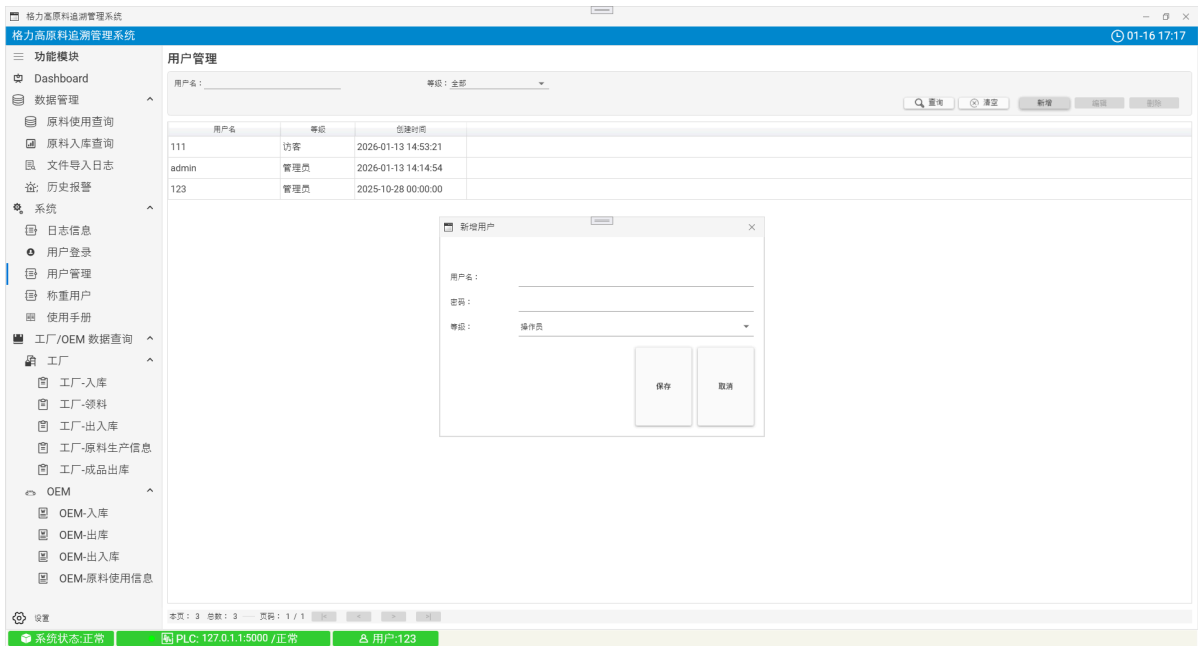 格力高原料追溯管理系统
格力高原料追溯管理系统 01-16 17:17
功能模块
Dashboard
数据管理
原料使用查询
原料入库查询
文件导入日志
历史报警
系统
日志信息
用户登录
用户管理
称重用户
使用手册
工厂/OEM 数据查询
工厂
工厂-入库
工厂-领料
工厂-出入库
工厂-原料生产信息
工厂-成品出库
OEM
OEM-入库
OEM-出库
OEM-出入库
OEM-原料使用信息
设置
用户管理
用户名： 等级：全部
查询 清空 新增 编辑 删除
用户名 等级 创建时间
111 访客 2026-01-13 14:53:21
admin 管理员 2026-01-13 14:14:54
123 管理员 2025-10-28 00:00:00
新增用户
用户名：
密码：
等级： 操作员
保存 取消
本页：3 总数：3 页码：1 / 1
系统状态:正常 PLC: 127.0.1.1:5000 /正常 用户:123